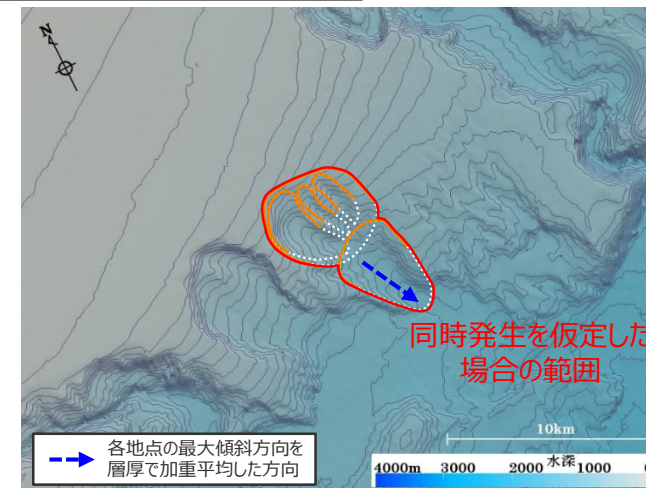 N
同時発生を仮定した
場合の範囲
10km
各地点の最大傾斜方向を
層厚で加重平均した方向
4000m 3000 2000 水深 1000